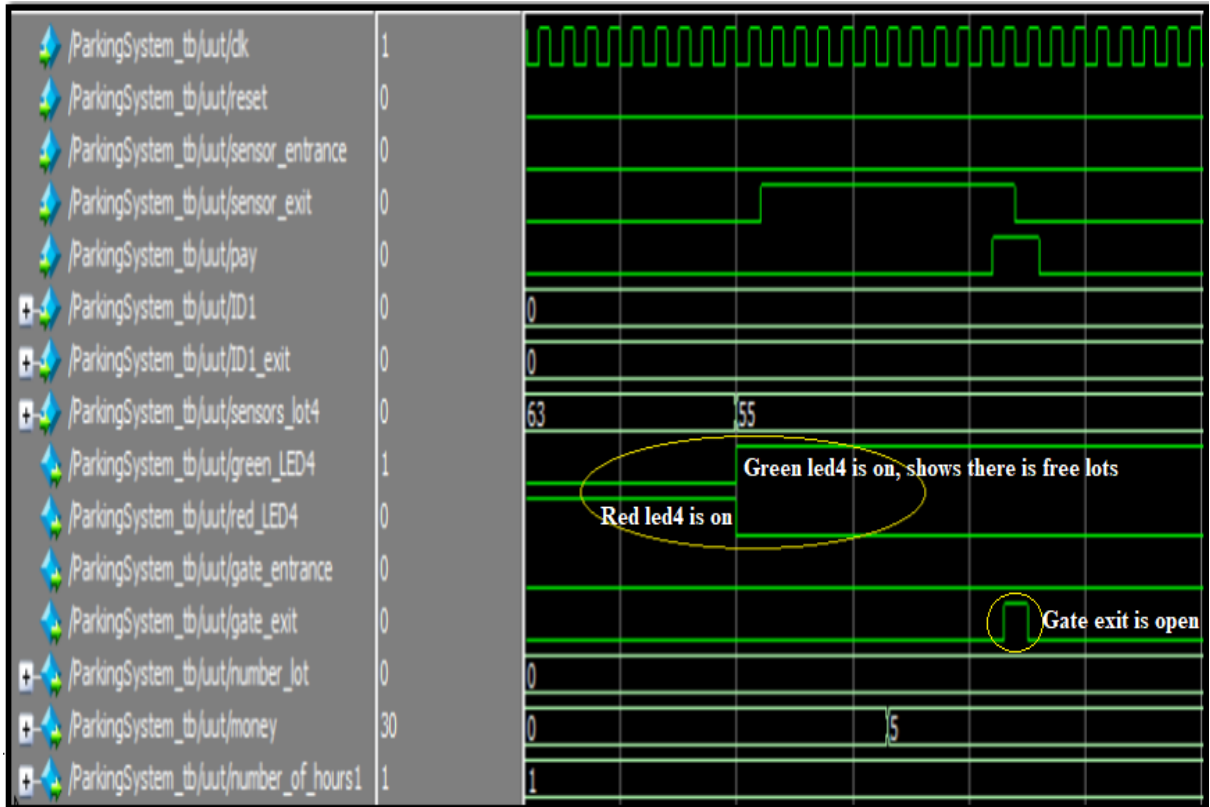 /ParkingSystem_tb/uut/clk 1
/ParkingSystem_tb/uut/reset 0
/ParkingSystem_tb/uut/sensor_entrance 0
/ParkingSystem_tb/uut/sensor_exit 0
/ParkingSystem_tb/uut/pay 0
/ParkingSystem_tb/uut/ID1 0 0
/ParkingSystem_tb/uut/ID1_exit 0 0
/ParkingSystem_tb/uut/sensors_lot4 0 63 55
/ParkingSystem_tb/uut/green_LED4 1 Green led4 is on, shows there is free lots
/ParkingSystem_tb/uut/red_LED4 0 Red led4 is on
/ParkingSystem_tb/uut/gate_entrance 0
/ParkingSystem_tb/uut/gate_exit 0 Gate exit is open
/ParkingSystem_tb/uut/number_lot 0 0
/ParkingSystem_tb/uut/money 30 0 5
/ParkingSystem_tb/uut/number_of_hours1 1 1